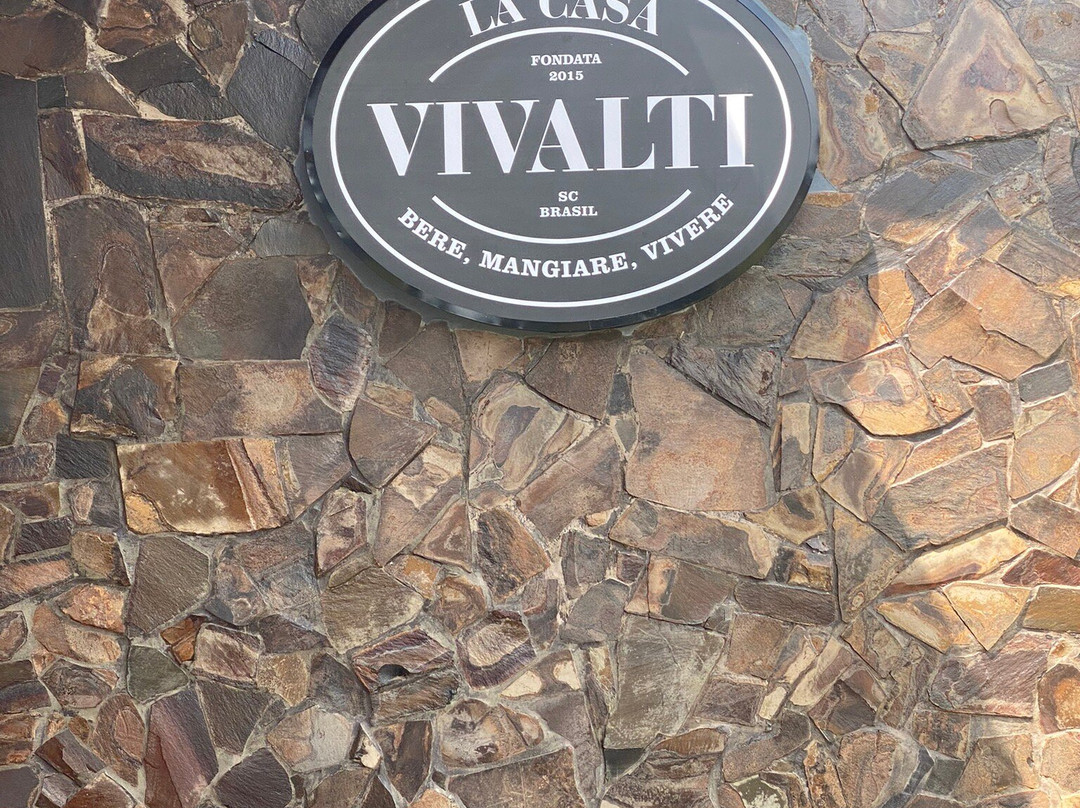 LA CASA
FONDATA
2015
VIVALTI
SC
BRASIL
BERE, MANGIARE, VIVERE